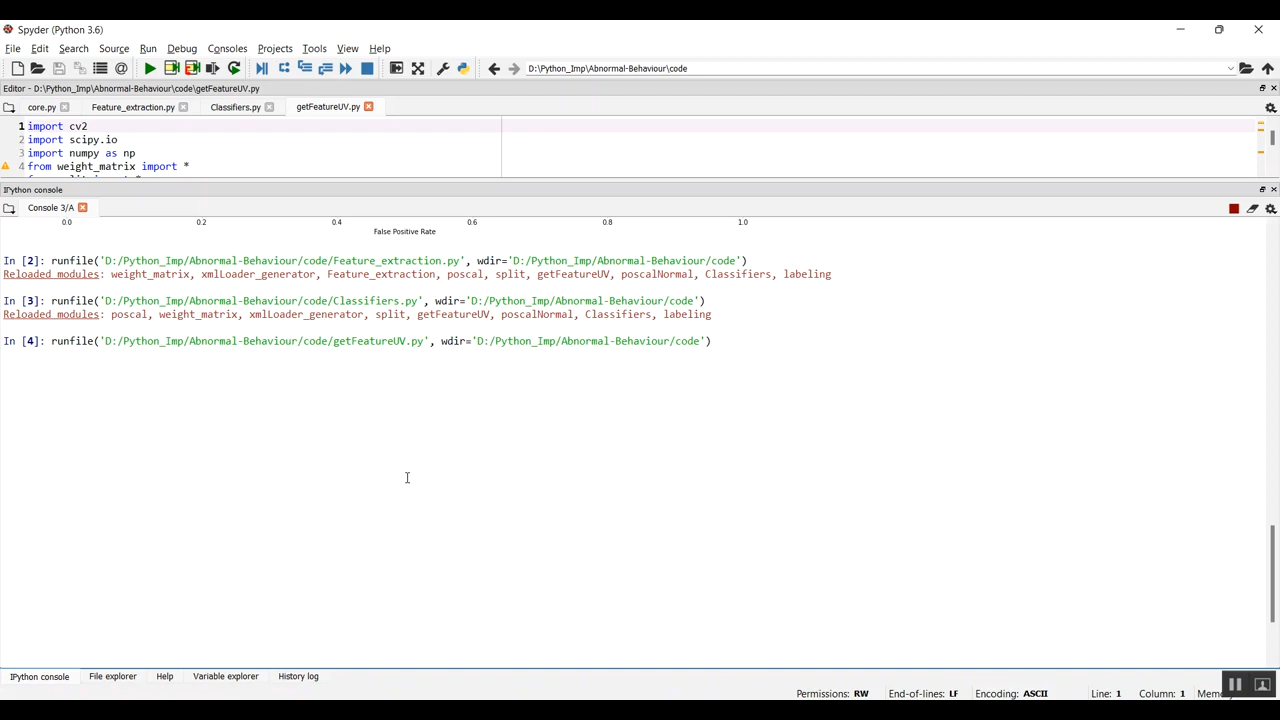 Spyder (Python 3.6)
File Edit Search Source Run Debug Consoles Projects Tools View Help
D:\Python_Imp\Abnormal-Behaviour\code
Editor - D:\Python_Imp\Abnormal-Behaviour\code\getFeatureUV.py
core.py Feature_extraction.py Classifiers.py getFeatureUV.py
1 import cv2
2 import scipy.io
3 import numpy as np
4 from weight_matrix import *
IPython console
Console 3/A
0.0 0.2 0.4 0.6 0.8 1.0
False Positive Rate
In [2]: runfile('D:/Python_Imp/Abnormal-Behaviour/code/Feature_extraction.py', wdir='D:/Python_Imp/Abnormal-Behaviour/code')
Reloaded modules: weight_matrix, xmlLoader_generator, Feature_extraction, poscal, split, getFeatureUV, poscalNormal, Classifiers, labeling
In [3]: runfile('D:/Python_Imp/Abnormal-Behaviour/code/Classifiers.py', wdir='D:/Python_Imp/Abnormal-Behaviour/code')
Reloaded modules: poscal, weight_matrix, xmlLoader_generator, split, getFeatureUV, poscalNormal, Classifiers, labeling
In [4]: runfile('D:/Python_Imp/Abnormal-Behaviour/code/getFeatureUV.py', wdir='D:/Python_Imp/Abnormal-Behaviour/code')
IPython console File explorer Help Variable explorer History log
Permissions: RW End-of-lines: LF Encoding: ASCII Line: 1 Column: 1